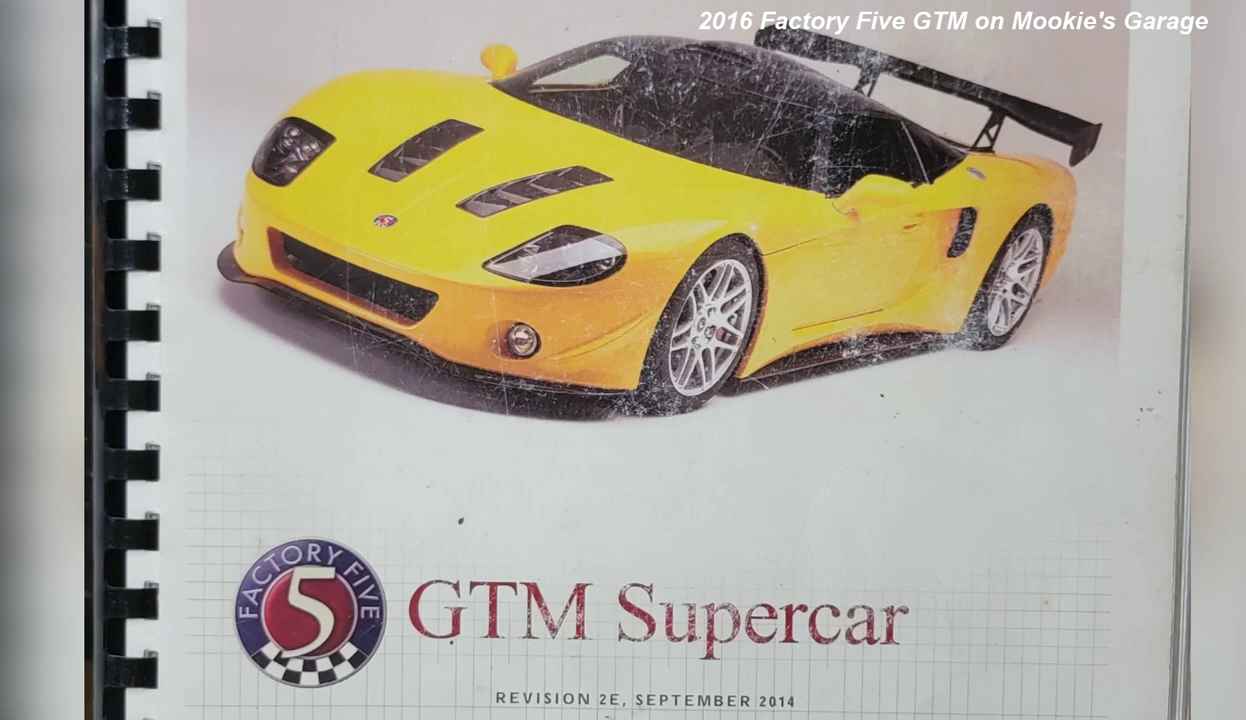 2016 Factory Five GTM on Mookie's Garage
FACTORY FIVE
5
GTM Supercar
REVISION 2E, SEPTEMBER 2014